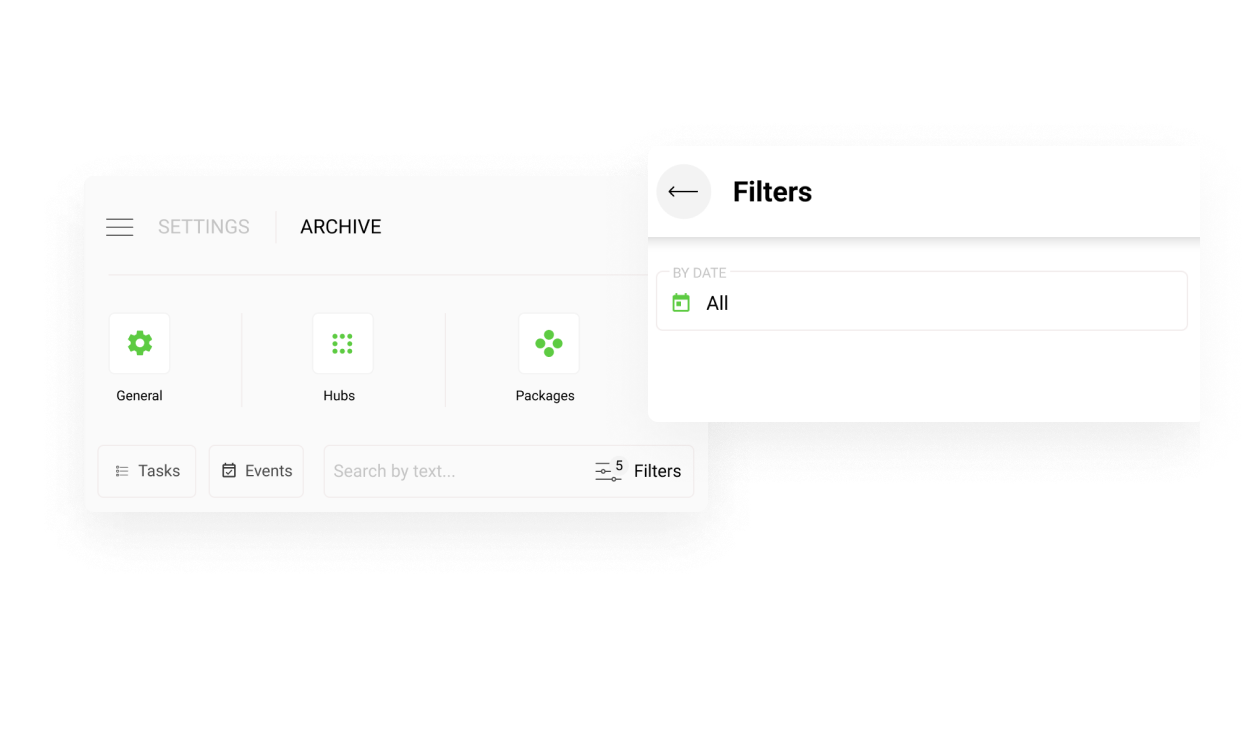 SETTINGS ARCHIVE
General Hubs Packages
Tasks Events Search by text... 5 Filters
Filters
BY DATE
All